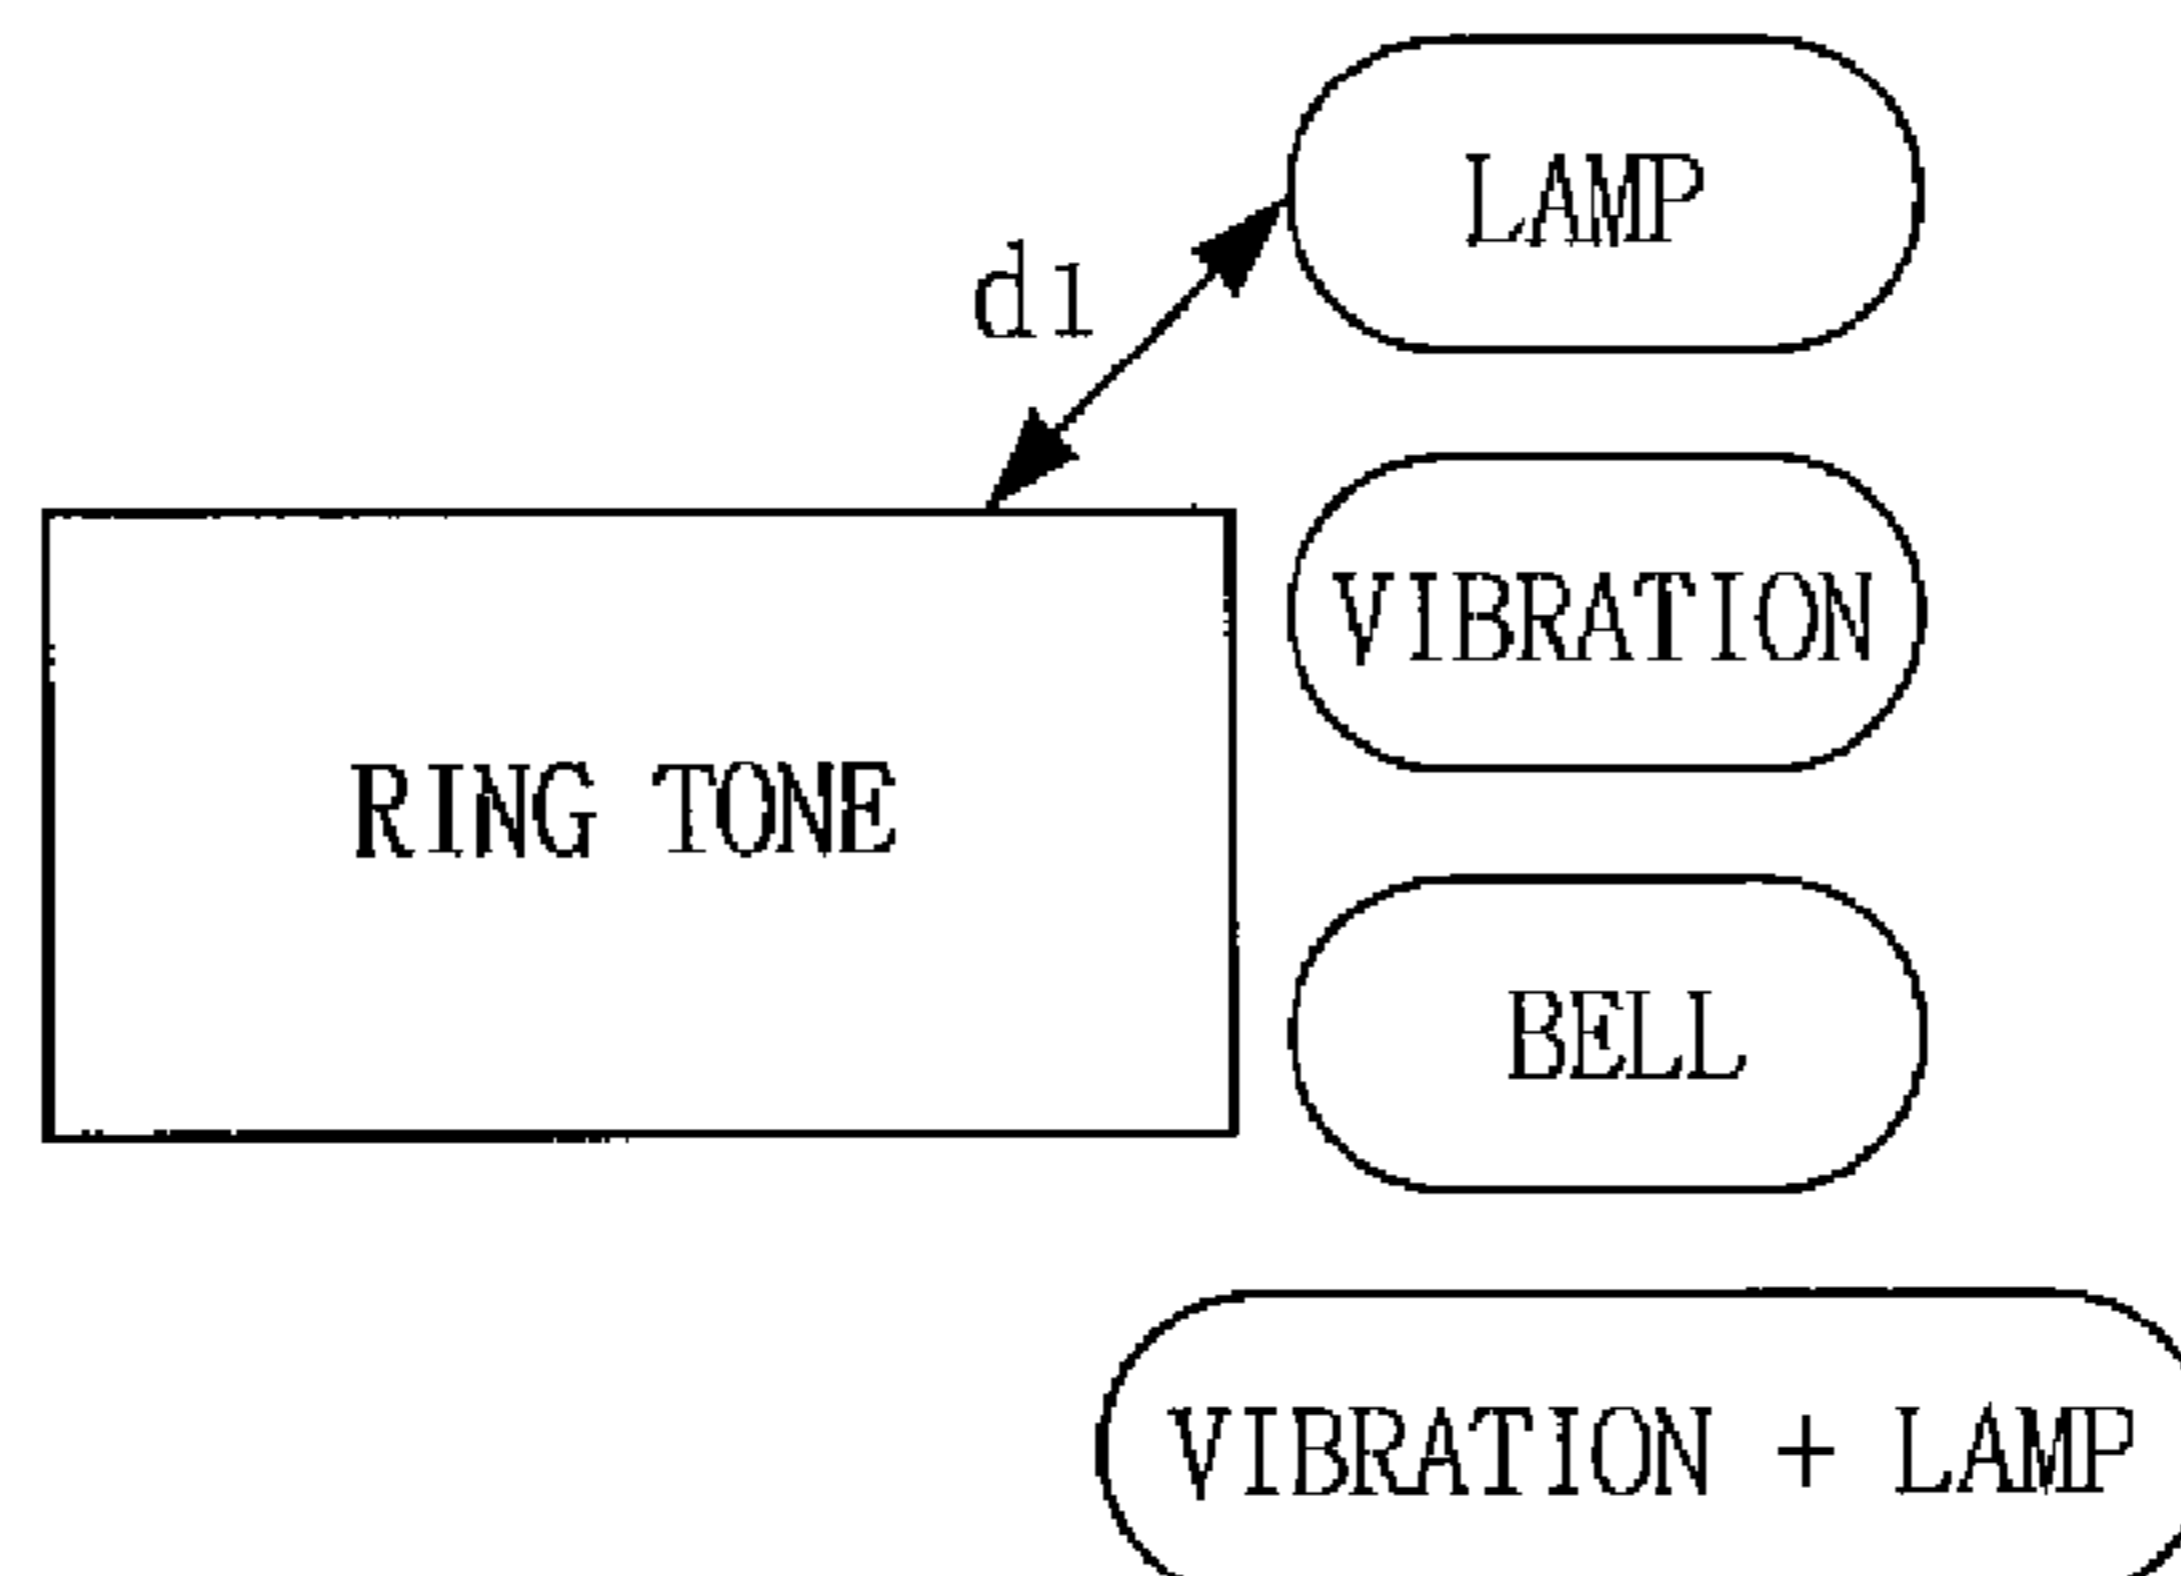 LAMP
d1
VIBRATION
RING TONE
BELL
VIBRATION + LAMP